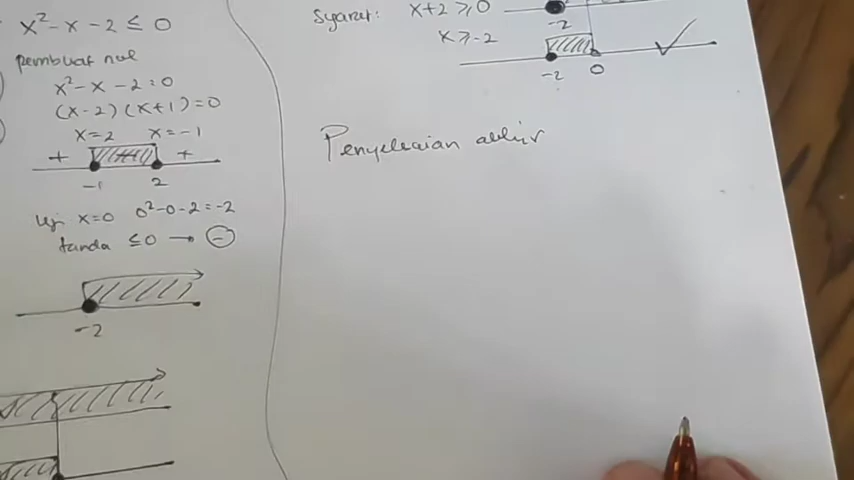 x² - x - 2 ≤ 0
pembuat nol
x² - x - 2 = 0
(x-2)(x+1) = 0
x = 2 x = -1
+ - +
-1 2
Uji x = 0 0² - 0 - 2 = -2
tanda ≤ 0 → -
-2
Syarat: x + 2 ≥ 0
-2
x ≥ -2
-2 0
Penyelesaian akhir